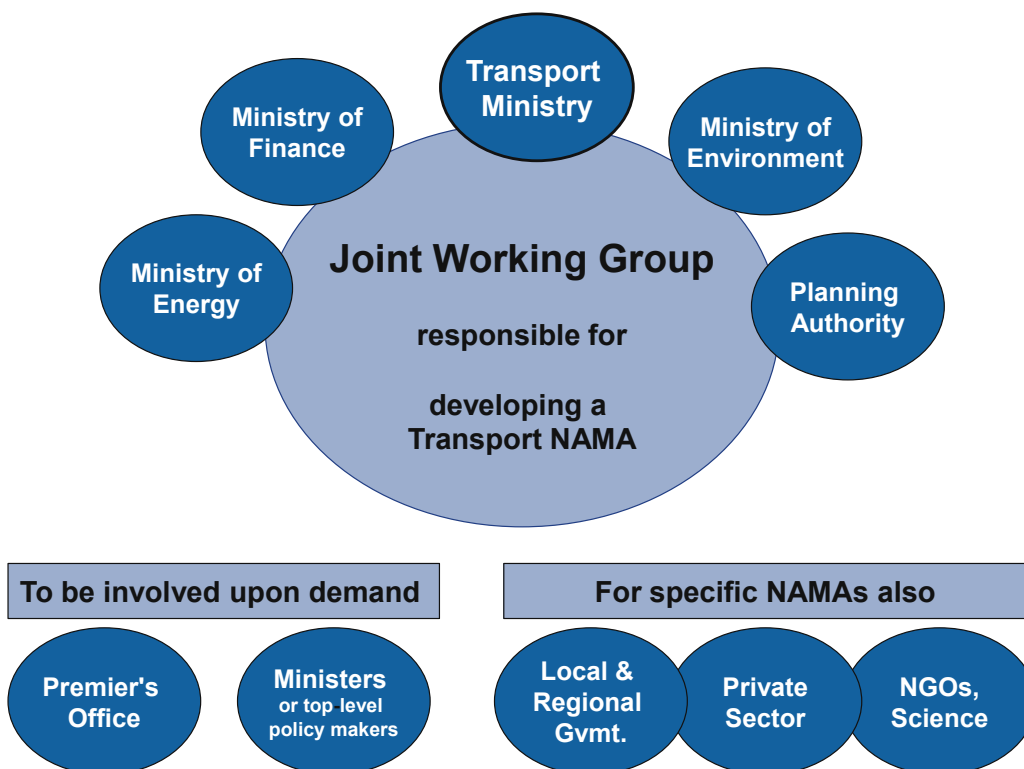 Transport
Ministry
Ministry of
Finance
Ministry of
Environment
Ministry of
Energy
Planning
Authority
Joint Working Group
responsible for
developing a
Transport NAMA
To be involved upon demand
Premier's
Office
Ministers
or top-level
policy makers
For specific NAMAs also
Local &
Regional
Gvmt.
Private
Sector
NGOs,
Science